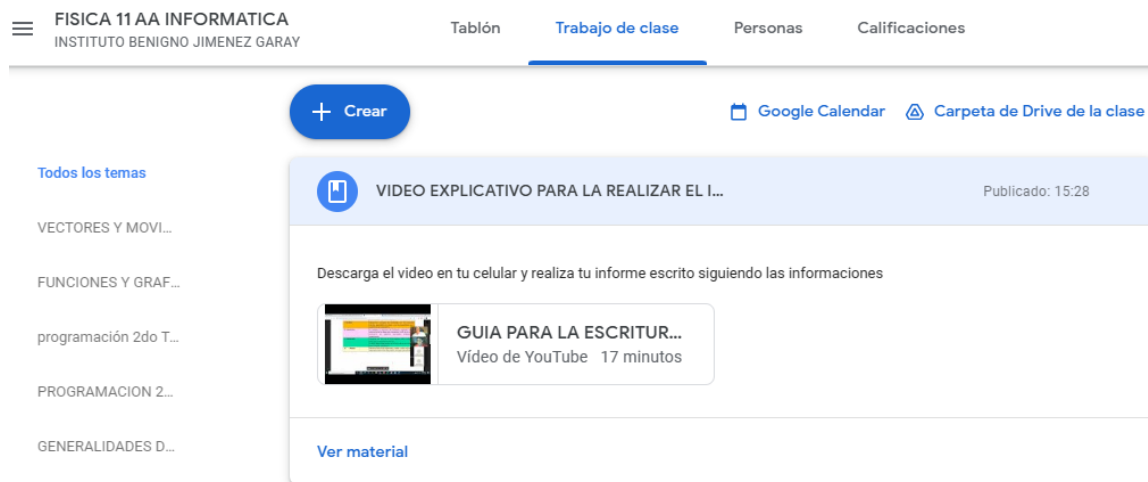 FISICA 11 AA INFORMATICA
INSTITUTO BENIGNO JIMENEZ GARAY
Tablón
Trabajo de clase
Personas
Calificaciones
Crear
Google Calendar
Carpeta de Drive de la clase
Todos los temas
VECTORES Y MOVI...
FUNCIONES Y GRAF...
programación 2do T...
PROGRAMACION 2...
GENERALIDADES D...
VIDEO EXPLICATIVO PARA LA REALIZAR EL I...
Publicado: 15:28
Descarga el video en tu celular y realiza tu informe escrito siguiendo las informaciones
GUIA PARA LA ESCRITUR...
Vídeo de YouTube 17 minutos
Ver material